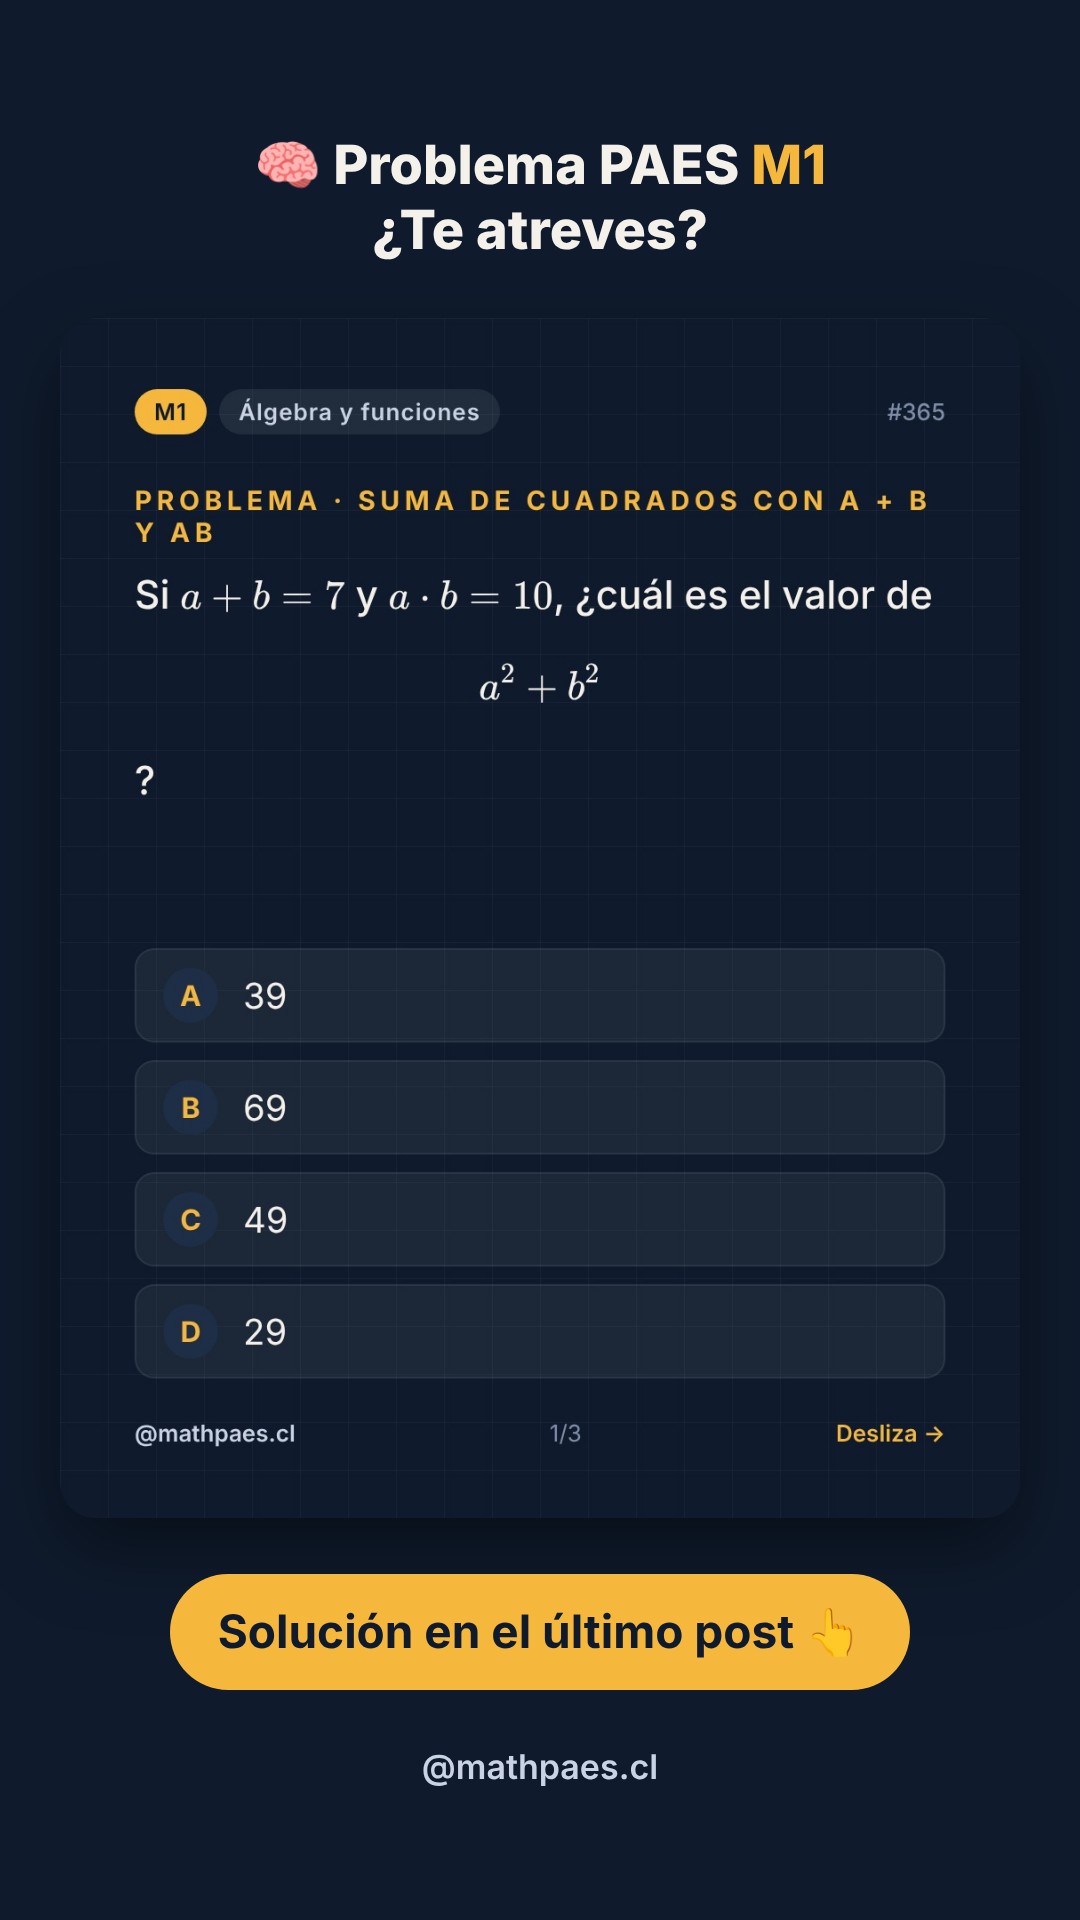 🧠 Problema PAES M1
¿Te atreves?
M1 Álgebra y funciones #365
PROBLEMA · SUMA DE CUADRADOS CON A + B
Y AB
Si a + b = 7 y a · b = 10, ¿cuál es el valor de
a² + b²
?
A 39
B 69
C 49
D 29
@mathpaes.cl 1/3 Desliza →
Solución en el último post 👆
@mathpaes.cl